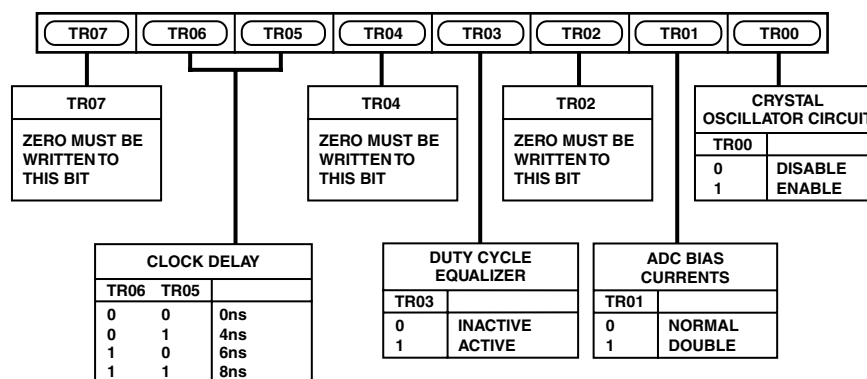 TR07 TR06 TR05 TR04 TR03 TR02 TR01 TR00
TR07
ZERO MUST BE
WRITTEN TO
THIS BIT
TR04
ZERO MUST BE
WRITTEN TO
THIS BIT
TR02
ZERO MUST BE
WRITTEN TO
THIS BIT
CRYSTAL
OSCILLATOR CIRCUIT
TR00
0 DISABLE
1 ENABLE
CLOCK DELAY
TR06 TR05
0 0 0ns
0 1 4ns
1 0 6ns
1 1 8ns
DUTY CYCLE
EQUALIZER
TR03
0 INACTIVE
1 ACTIVE
ADC BIAS
CURRENTS
TR01
0 NORMAL
1 DOUBLE